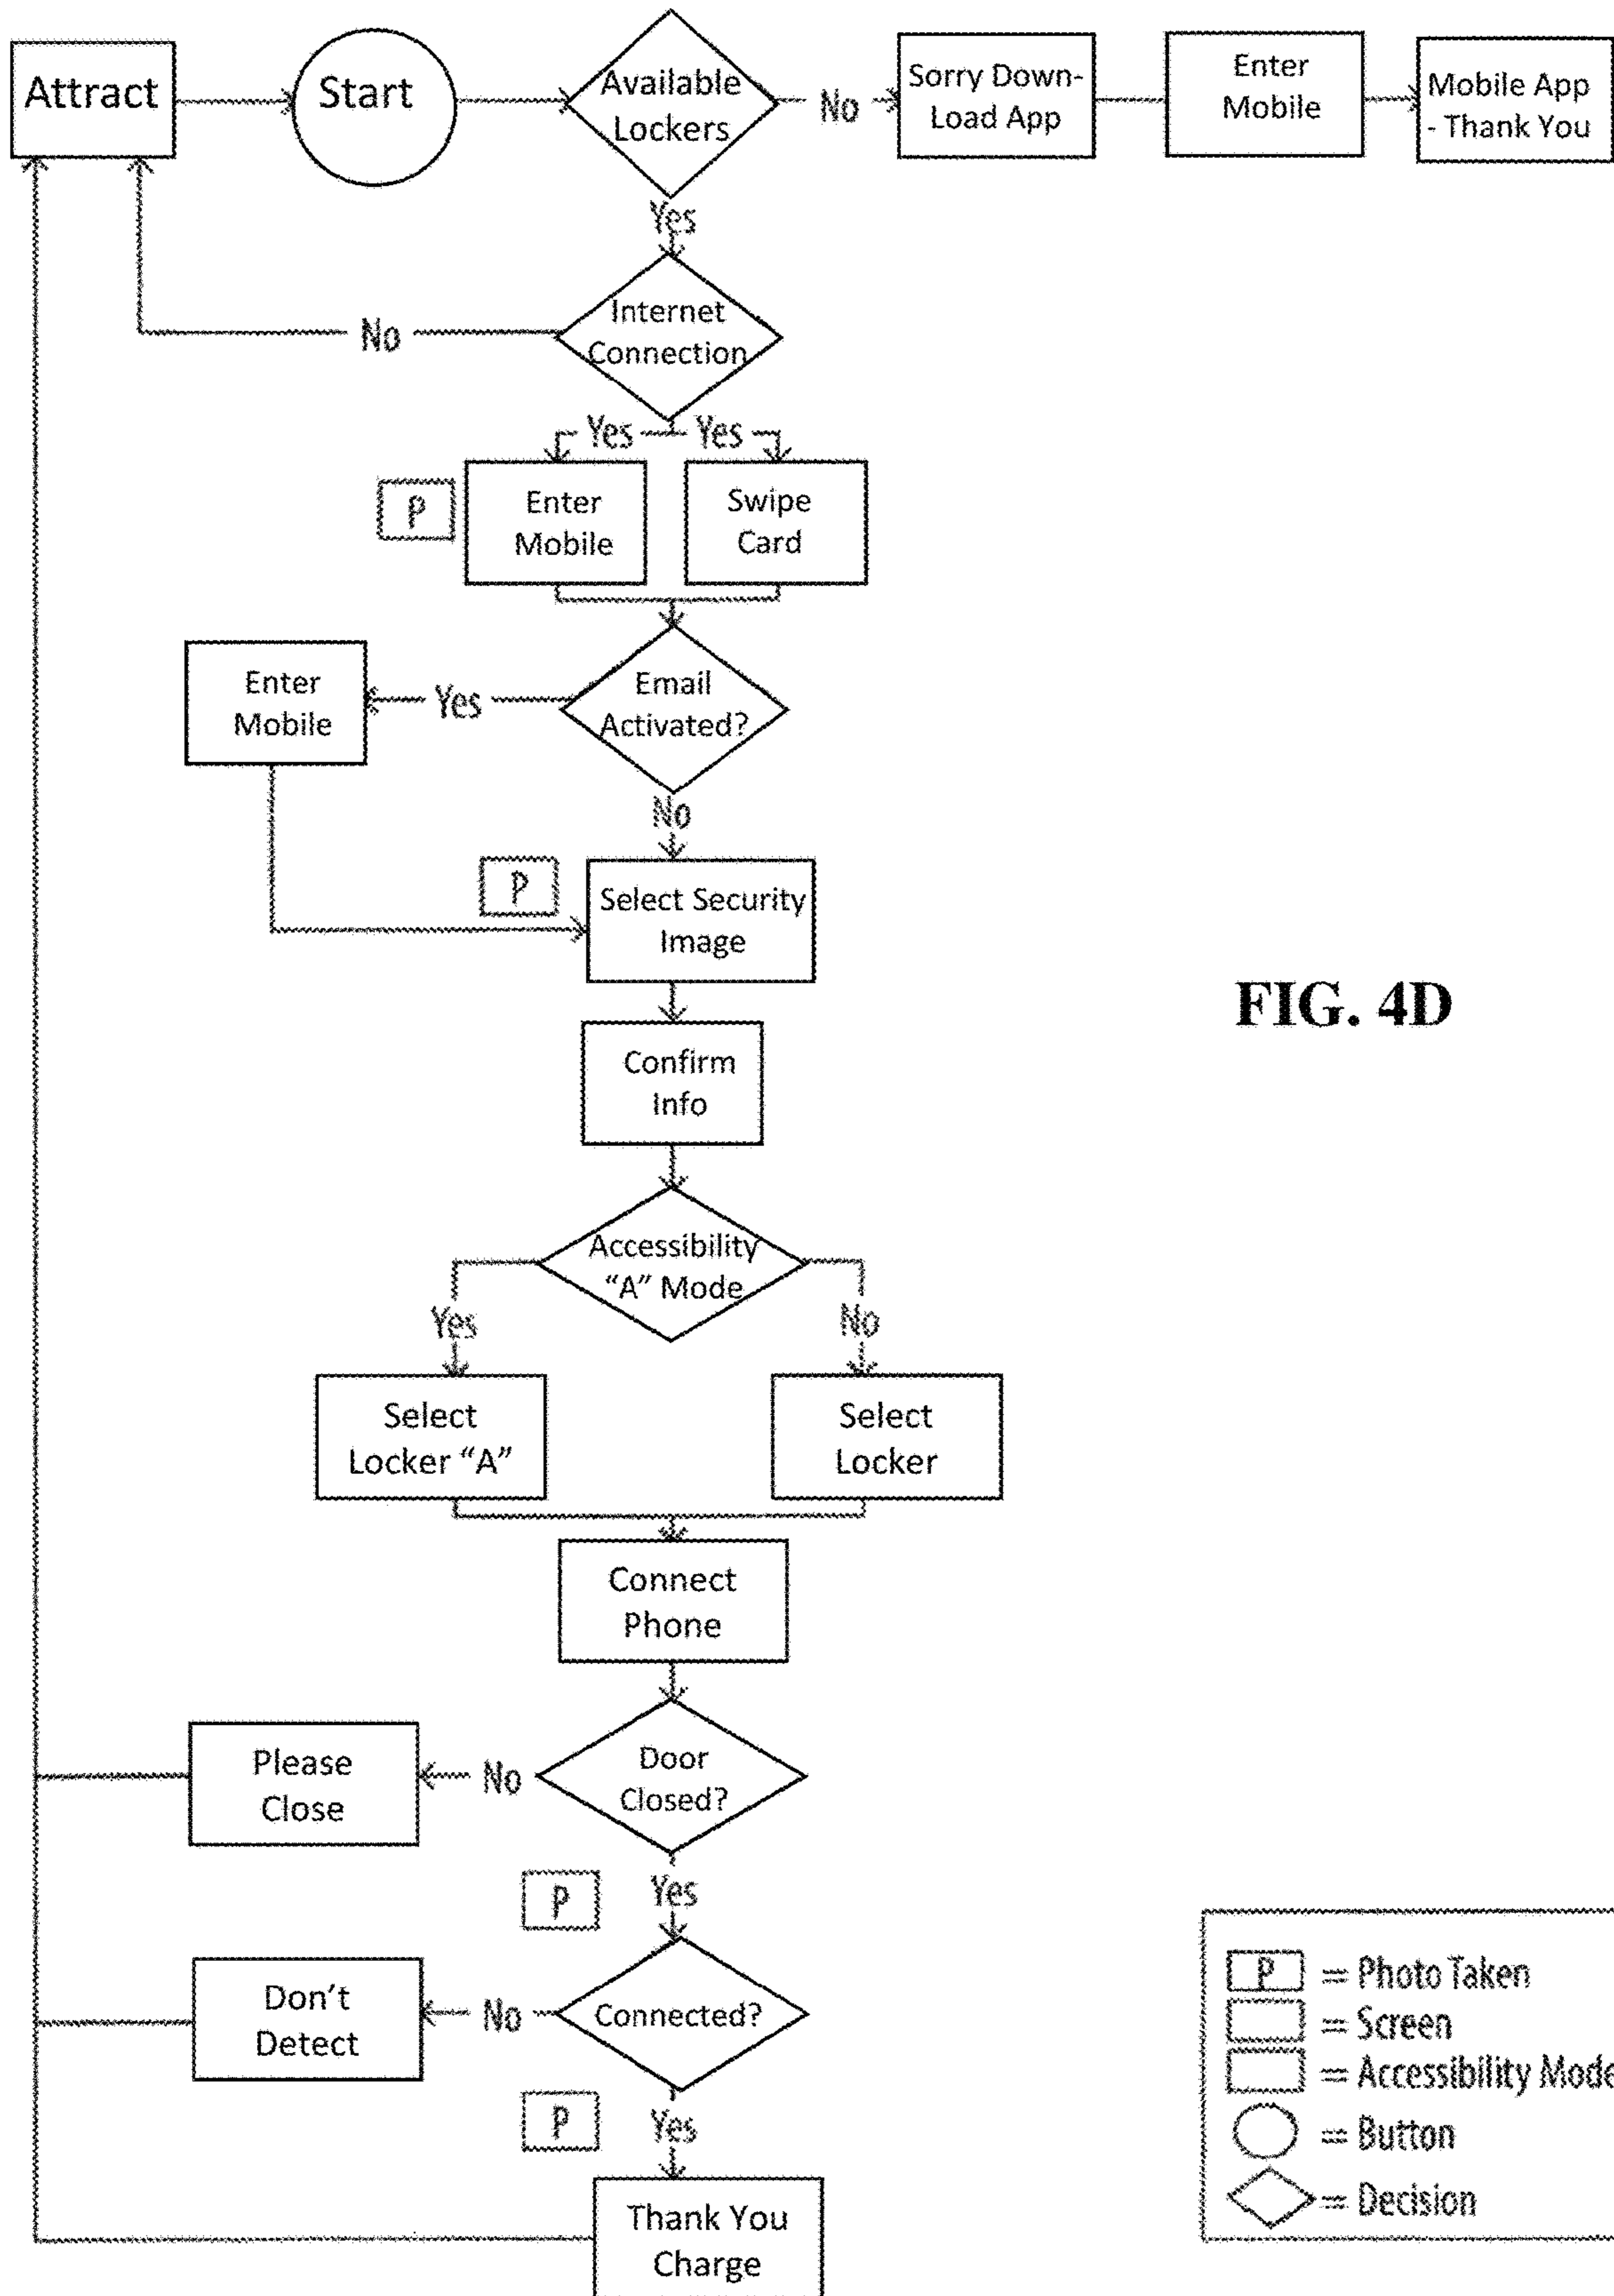 Attract
Start
Available
Lockers
No
Sorry Down-
Load App
Enter
Mobile
Mobile App
- Thank You
Yes
Internet
Connection
No
Yes
Yes
P
Enter
Mobile
Swipe
Card
Enter
Mobile
Yes
Email
Activated?
No
P
Select Security
Image
FIG. 4D
Confirm
Info
Accessibility
“A” Mode
Yes
No
Select
Locker “A”
Select
Locker
Connect
Phone
Please
Close
No
Door
Closed?
P
Yes
Don’t
Detect
No
Connected?
P
Yes
Thank You
Charge
P = Photo Taken
= Screen
= Accessibility Mode
= Button
= Decision